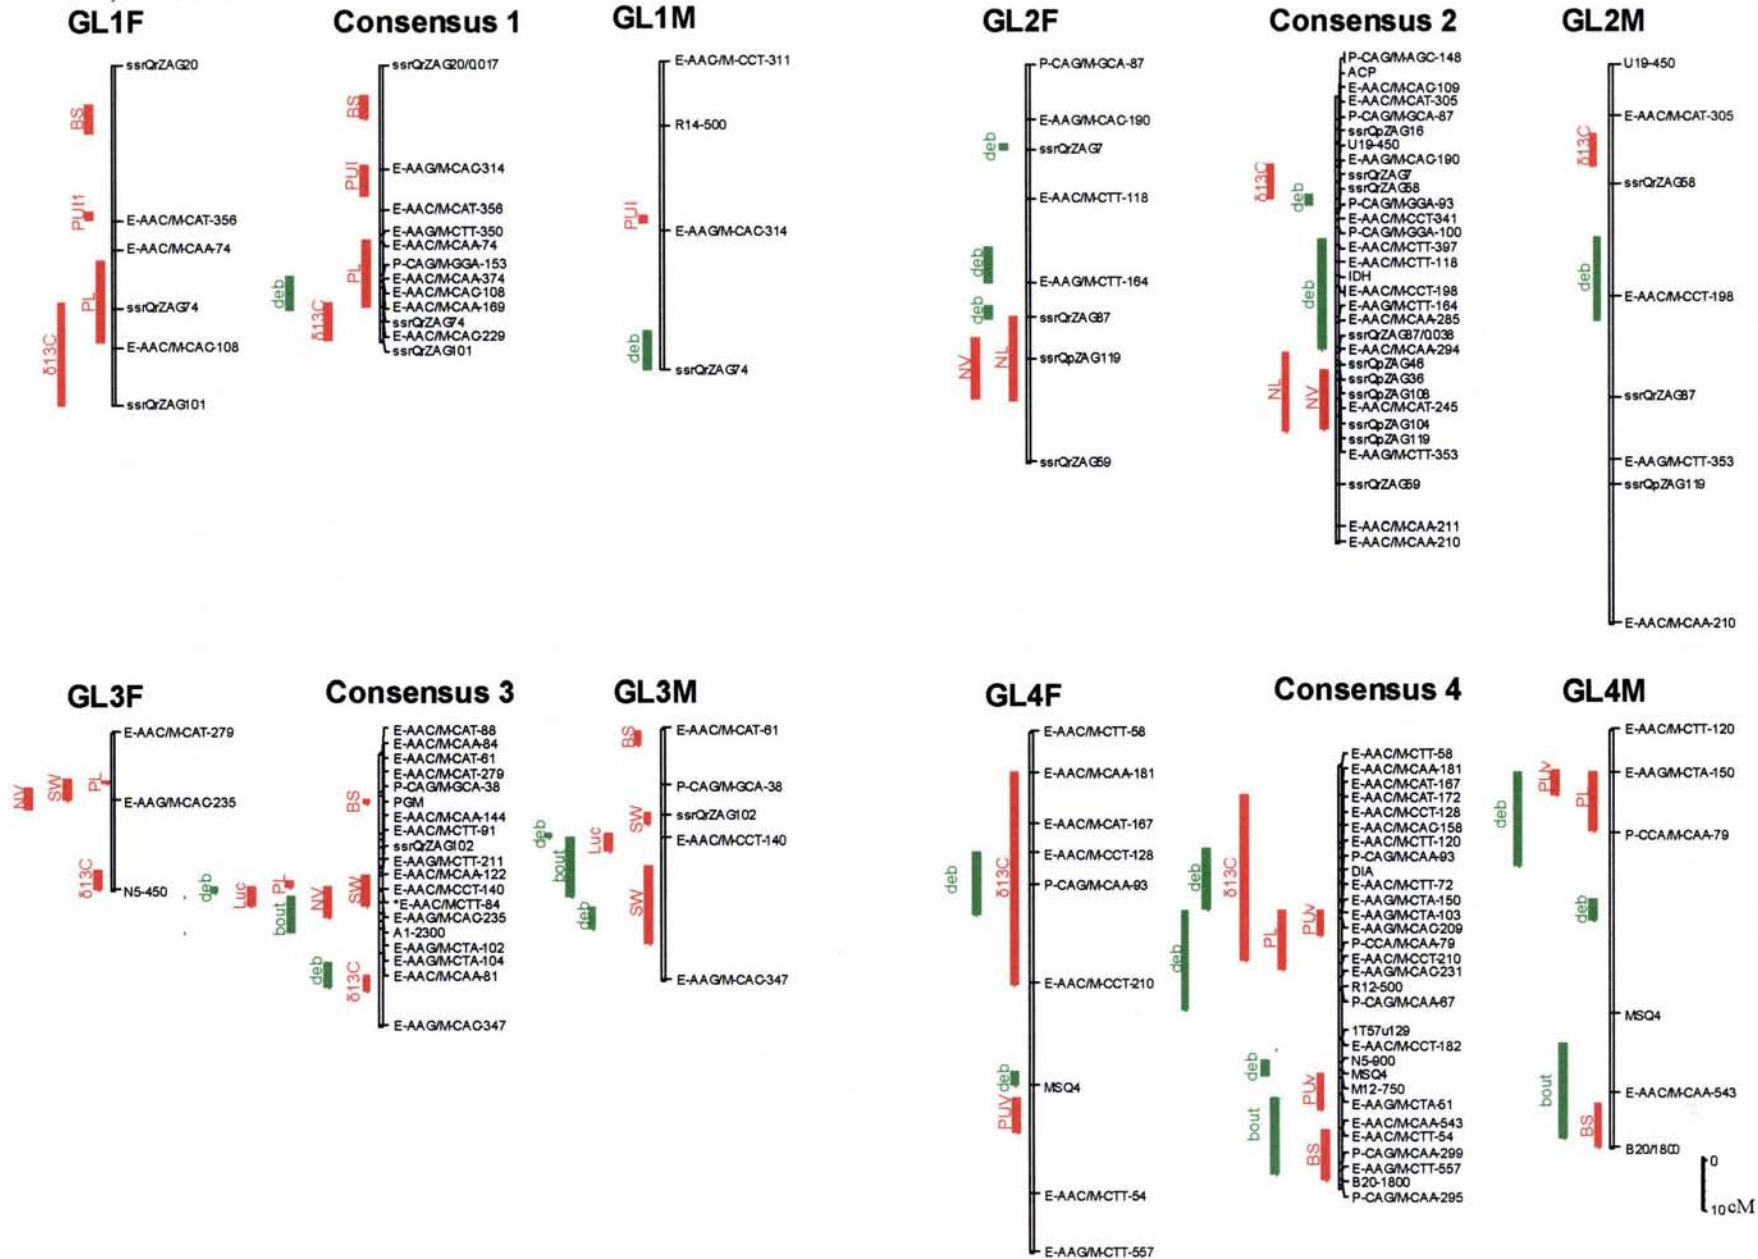 GL1F
ssrQrZAG20
BS
PUI1
E-AAC/M-CAT-356
E-AAC/M-CAA-74
PL
ssrQrZAG74
δ13C
E-AAC/M-CAC-108
ssrQrZAG101
Consensus 1
ssrQrZAG20/0.017
BS
PUI
E-AAG/M-CAC-314
E-AAC/M-CAT-356
E-AAG/M-CTT-350
E-AAC/M-CAA-74
PL
P-CAG/M-GGA-153
E-AAC/M-CAA-374
deb
E-AAC/M-CAC-108
E-AAC/M-CAA-169
δ13C
ssrQrZAG74
E-AAC/M-CAC-229
ssrQrZAG101
GL1M
E-AAC/M-CCT-311
R14-500
PUI
E-AAG/M-CAC-314
deb
ssrQrZAG74
GL2F
P-CAG/M-GCA-87
E-AAG/M-CAC-190
deb
ssrQrZAG7
E-AAC/M-CTT-118
deb
E-AAG/M-CTT-164
deb
ssrQrZAG87
NV
NL
ssrQpZAG119
ssrQrZAG59
Consensus 2
P-CAG/M-AGC-148
ACP
E-AAC/M-CAC-109
E-AAC/M-CAT-305
P-CAG/M-GCA-87
ssrQpZAG16
U19-450
E-AAG/M-CAC-190
δ13C
ssrQrZAG7
deb
ssrQrZAG58
P-CAG/M-GGA-93
E-AAC/M-CCT-341
P-CAG/M-GGA-100
E-AAC/M-CTT-397
E-AAC/M-CTT-118
IDH
deb
E-AAC/M-CCT-198
E-AAG/M-CTT-164
E-AAC/M-CAA-285
ssrQrZAG87/0.038
E-AAC/M-CAA-294
ssrQpZAG46
ssrQpZAG36
NL
NV
ssrQpZAG108
E-AAC/M-CAT-245
ssrQpZAG104
ssrQpZAG119
E-AAG/M-CTT-353
ssrQrZAG59
E-AAC/M-CAA-211
E-AAC/M-CAA-210
GL2M
U19-450
E-AAC/M-CAT-305
δ13C
ssrQrZAG58
deb
E-AAC/M-CCT-198
ssrQrZAG87
E-AAG/M-CTT-353
ssrQpZAG119
E-AAC/M-CAA-210
GL3F
E-AAC/M-CAT-279
NV
SW
PL
E-AAG/M-CAC-235
δ13C
N5-450
Consensus 3
E-AAC/M-CAT-88
E-AAC/M-CAA-84
E-AAC/M-CAT-61
E-AAC/M-CAT-279
P-CAG/M-GCA-38
BS
PGM
E-AAC/M-CAA-144
E-AAC/M-CTT-91
ssrQrZAG102
E-AAG/M-CTT-211
E-AAC/M-CAA-122
deb
Luc
PL
SW
E-AAC/M-CCT-140
bout
NV
*E-AAC/MCTT-84
E-AAG/M-CAC-235
A1-2300
E-AAG/M-CTA-102
E-AAG/M-CTA-104
deb
δ13C
E-AAC/M-CAA-81
E-AAG/M-CAC-347
GL3M
E-AAC/M-CAT-61
BS
P-CAG/M-GCA-38
SW
ssrQrZAG102
deb
Luc
E-AAC/M-CCT-140
bout
deb
SW
E-AAG/M-CAC-347
GL4F
E-AAC/M-CTT-58
E-AAC/M-CAA-181
E-AAC/M-CAT-167
E-AAC/M-CCT-128
deb
δ13C
P-CAG/M-CAA-93
E-AAC/M-CCT-210
deb
MSQ4
PUv
E-AAC/M-CTT-54
E-AAG/M-CTT-557
Consensus 4
E-AAC/M-CTT-58
E-AAC/M-CAA-181
E-AAC/M-CAT-167
E-AAC/M-CAT-172
E-AAC/M-CCT-128
E-AAC/M-CAC-158
E-AAC/M-CTT-120
P-CAG/M-CAA-93
deb
δ13C
DIA
E-AAC/M-CTT-72
E-AAG/M-CTA-150
E-AAG/M-CTA-103
PUv
E-AAG/M-CAC-209
PL
P-CCA/M-CAA-79
deb
E-AAC/M-CCT-210
E-AAG/M-CAC-231
R12-500
P-CAG/M-CAA-67
1T57u129
E-AAC/M-CCT-182
deb
N5-900
MSQ4
PUv
M12-750
E-AAG/M-CTA-51
bout
E-AAC/M-CAA-543
E-AAC/M-CTT-54
BS
P-CAG/M-CAA-299
E-AAG/M-CTT-557
B20-1800
P-CAG/M-CAA-295
GL4M
E-AAC/M-CTT-120
PUv
E-AAG/M-CTA-150
deb
PL
P-CCA/M-CAA-79
deb
MSQ4
bout
E-AAC/M-CAA-543
BS
B20/1800
0
10 cM